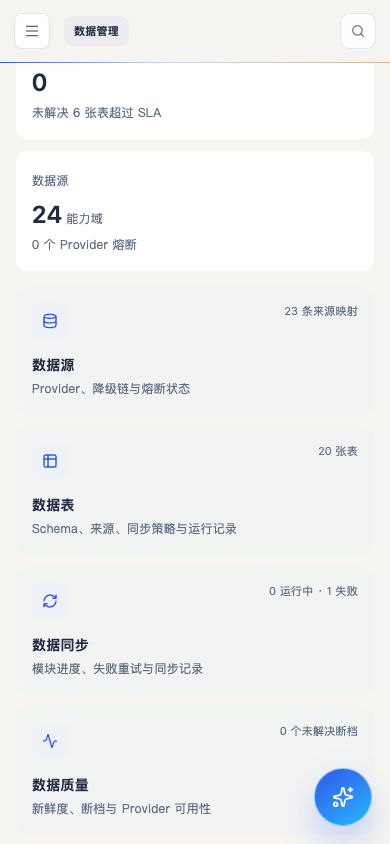 数据管理
0
未解决 6 张表超过 SLA
数据源
24 能力域
0 个 Provider 熔断
23 条来源映射
数据源
Provider、降级链与熔断状态
20 张表
数据表
Schema、来源、同步策略与运行记录
0 运行中 · 1 失败
数据同步
模块进度、失败重试与同步记录
0 个未解决断档
数据质量
新鲜度、断档与 Provider 可用性